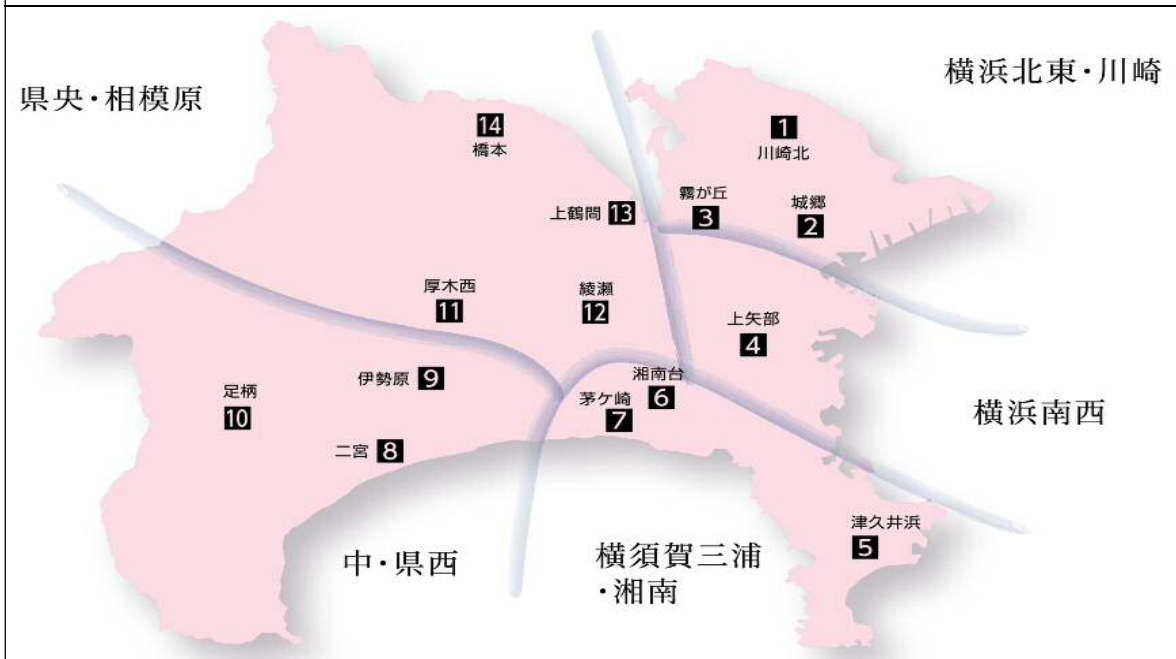 横浜北東・川崎
県央・相模原
14
橋本
1
川崎北
霧が丘
3
城郷
2
上鶴間 13
厚木西
11
綾瀬
12
上矢部
4
伊勢原 9
湘南台
6
足柄
10
茅ケ崎
7
二宮 8
横浜南西
津久井浜
5
中・県西
横須賀三浦
・湘南